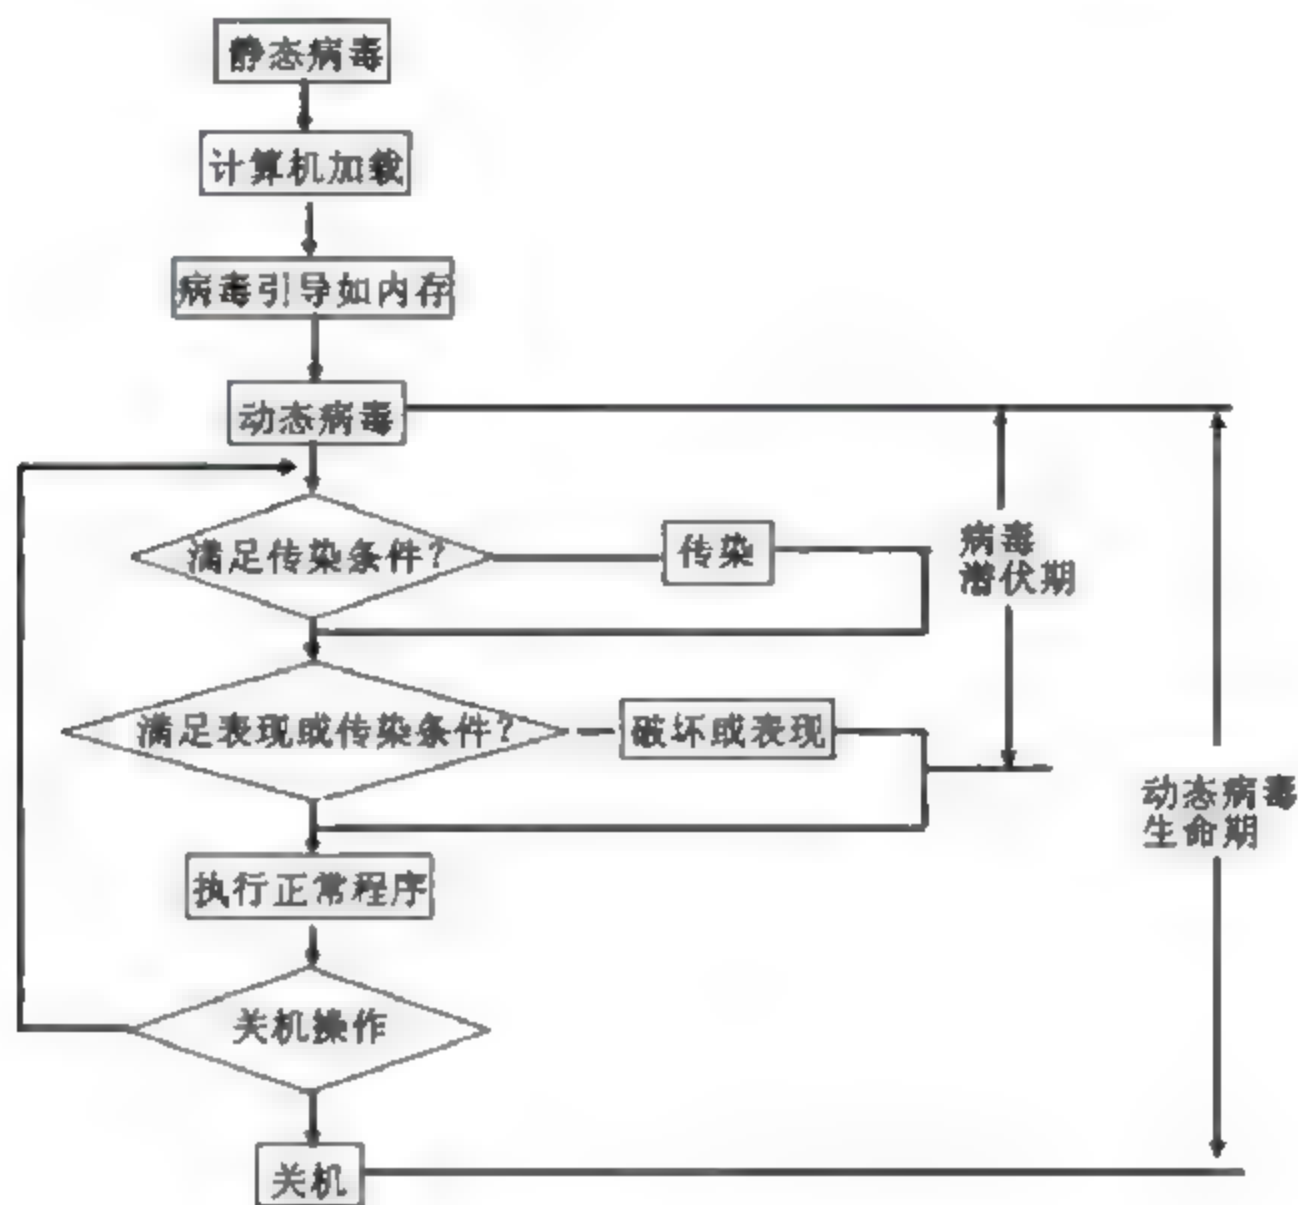 静态病毒
计算机加载
病毒引导如内存
动态病毒
满足传染条件?
传染
病毒
潜伏期
满足表现或传染条件?
破坏或表现
动态病毒
生命期
执行正常程序
关机操作
关机